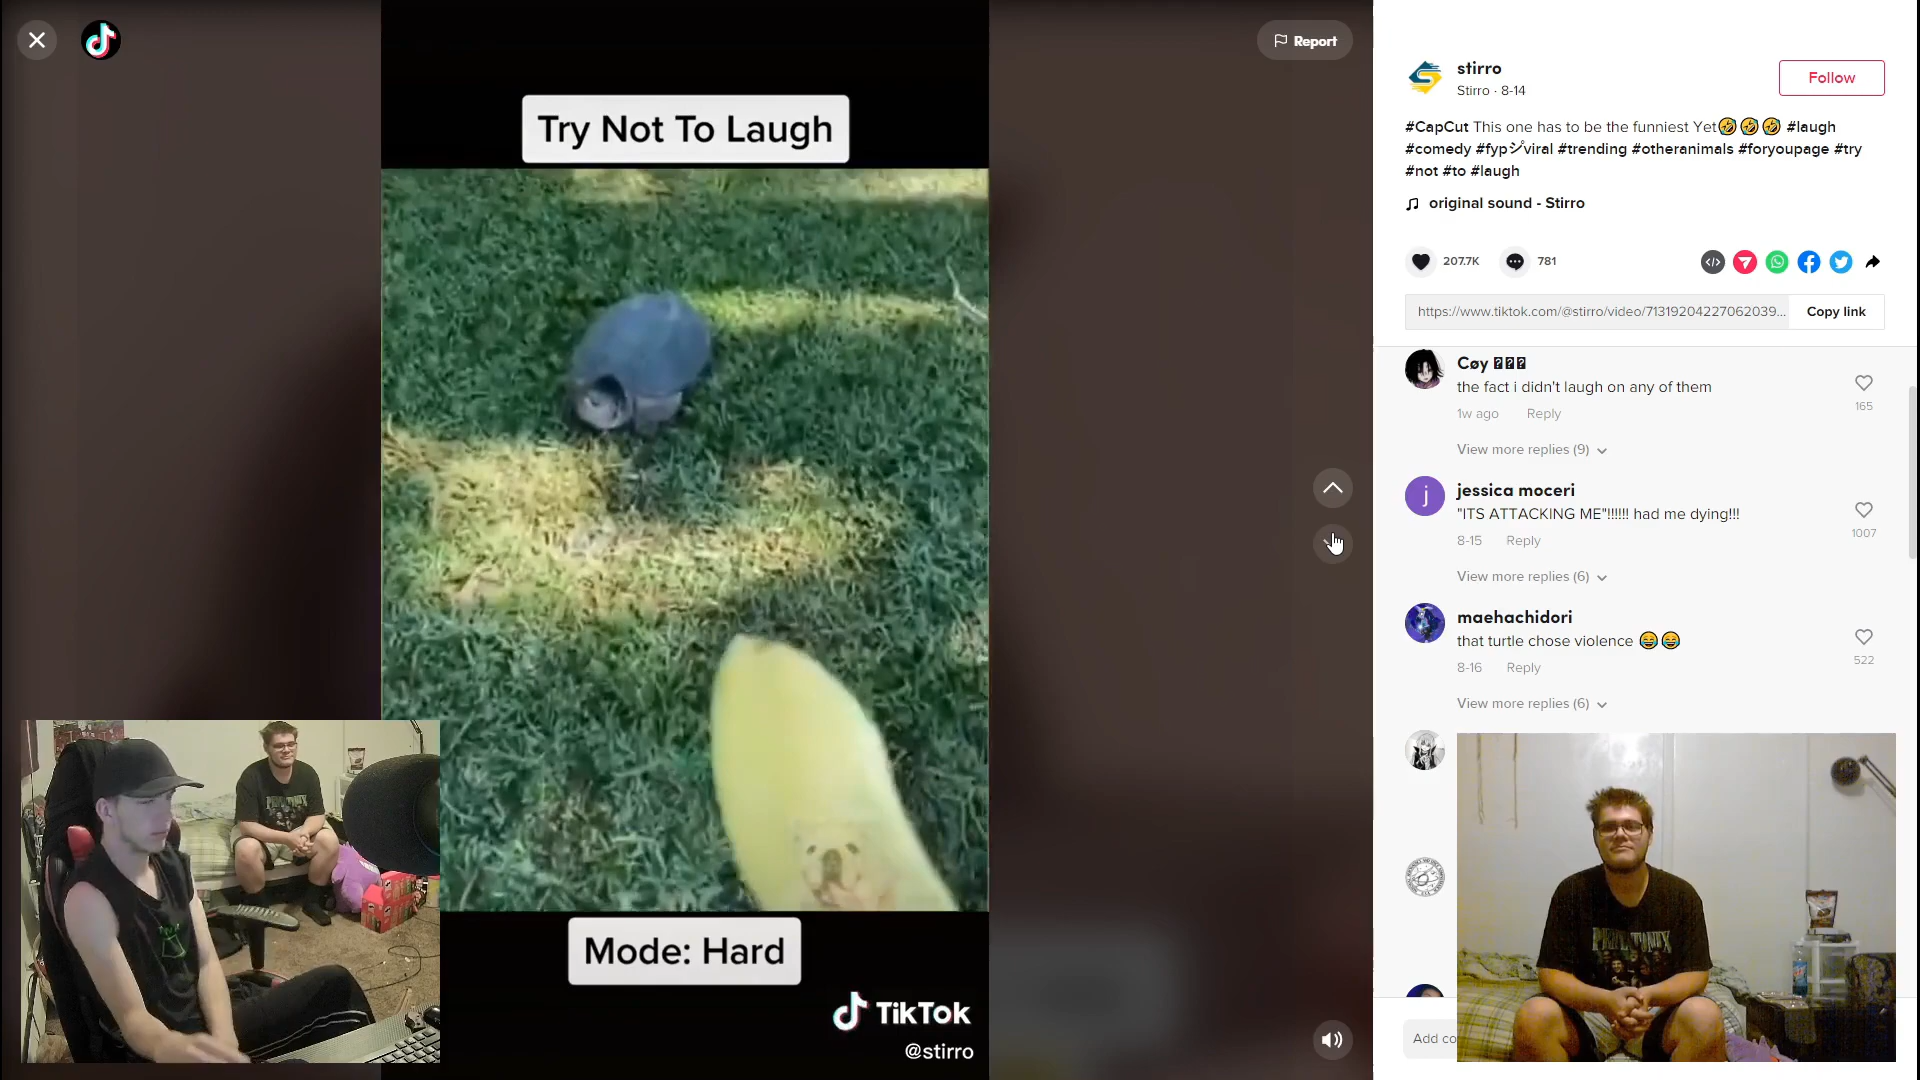 Report
Try Not To Laugh
Mode: Hard
TikTok
@stirro
stirro
Stirro · 8-14
Follow
#CapCut This one has to be the funniest Yet🤣🤣🤣 #laugh
#comedy #fypシ゚viral #trending #otheranimals #foryoupage #try
#not #to #laugh
original sound - Stirro
207.7K
781
https://www.tiktok.com/@stirro/video/71319204227062039...
Copy link
Cøy
the fact i didn't laugh on any of them
1w ago Reply
165
View more replies (9)
j
jessica moceri
"ITS ATTACKING ME"!!!!!! had me dying!!!
8-15 Reply
1007
View more replies (6)
maehachidori
that turtle chose violence 😂😂
8-16 Reply
522
View more replies (6)
Add co